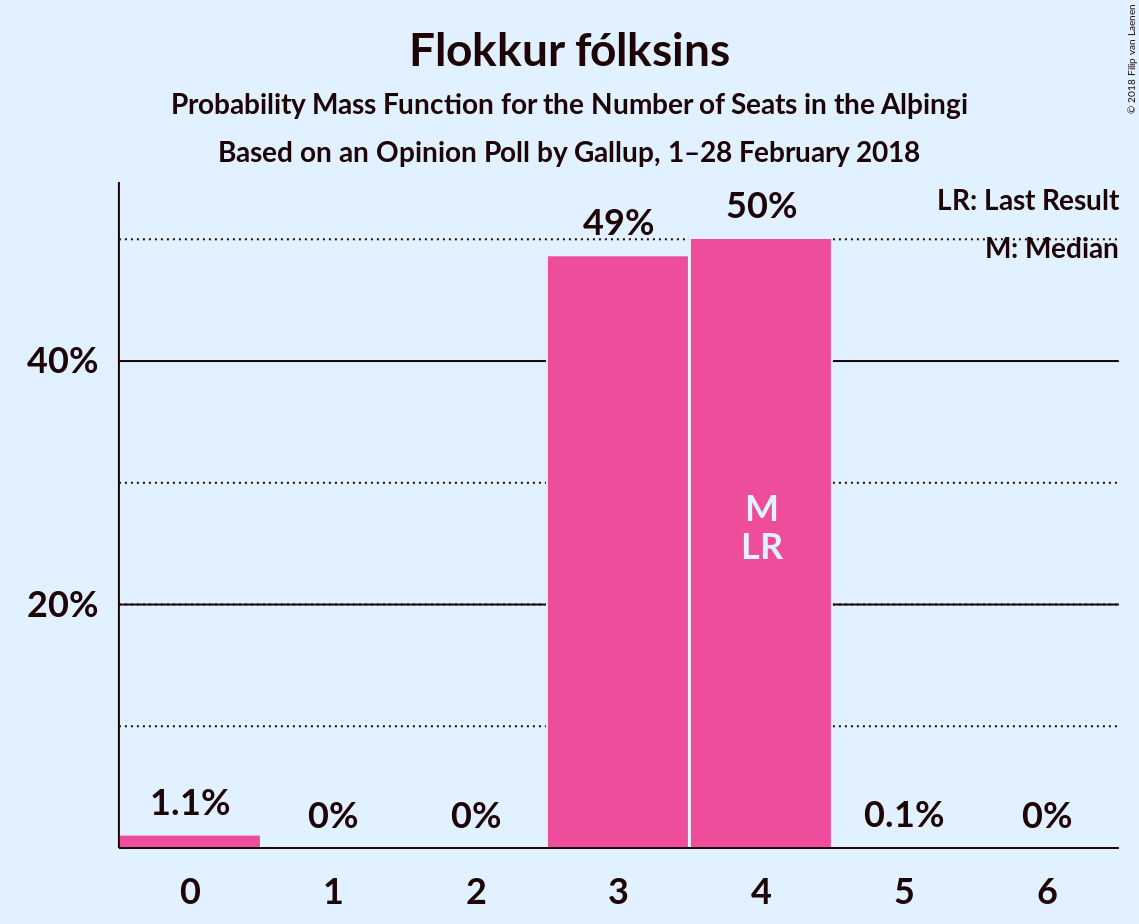 Flokkur fólksins
Probability Mass Function for the Number of Seats in the Alþingi
Based on an Opinion Poll by Gallup, 1–28 February 2018
© 2018 Filip van Laenen
LR: Last Result
M: Median
40%
20%
1.1%
0%
0%
49%
50%
0.1%
0%
M
LR
0
1
2
3
4
5
6